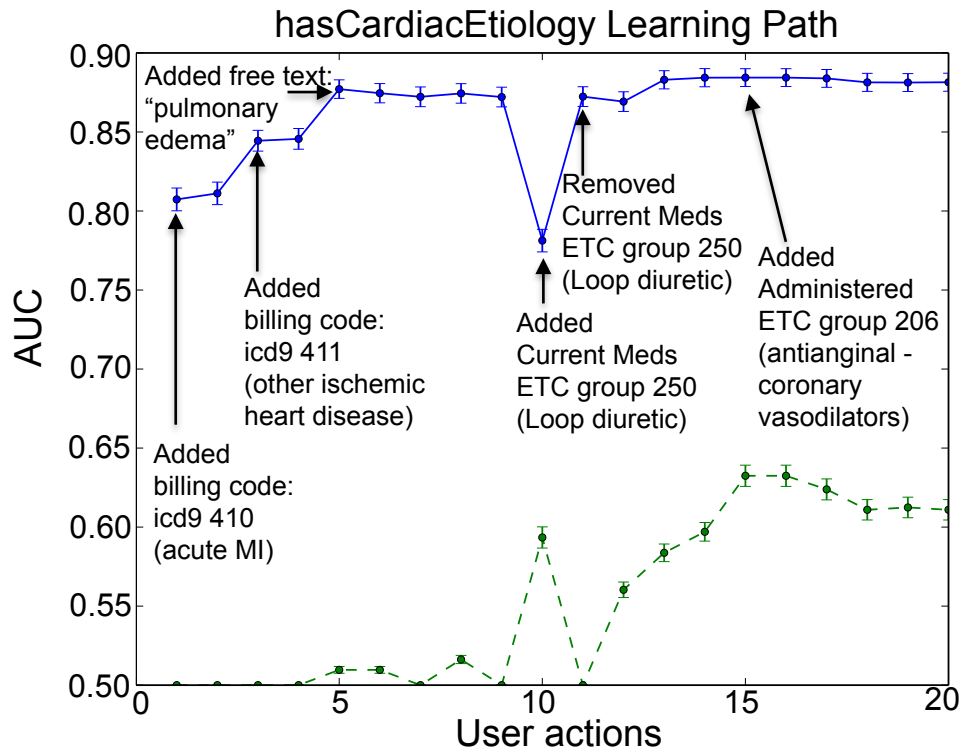 hasCardiacEtiology Learning Path
0.90
0.85
0.80
0.75
0.70
0.65
0.60
0.55
0.50
AUC
Added free text:
“pulmonary
edema”
Added
billing code:
icd9 410
(acute MI)
Added
billing code:
icd9 411
(other ischemic
heart disease)
Added
Current Meds
ETC group 250
(Loop diuretic)
Removed
Current Meds
ETC group 250
(Loop diuretic)
Added
Administered
ETC group 206
(antianginal -
coronary
vasodilators)
0
5
10
15
20
User actions